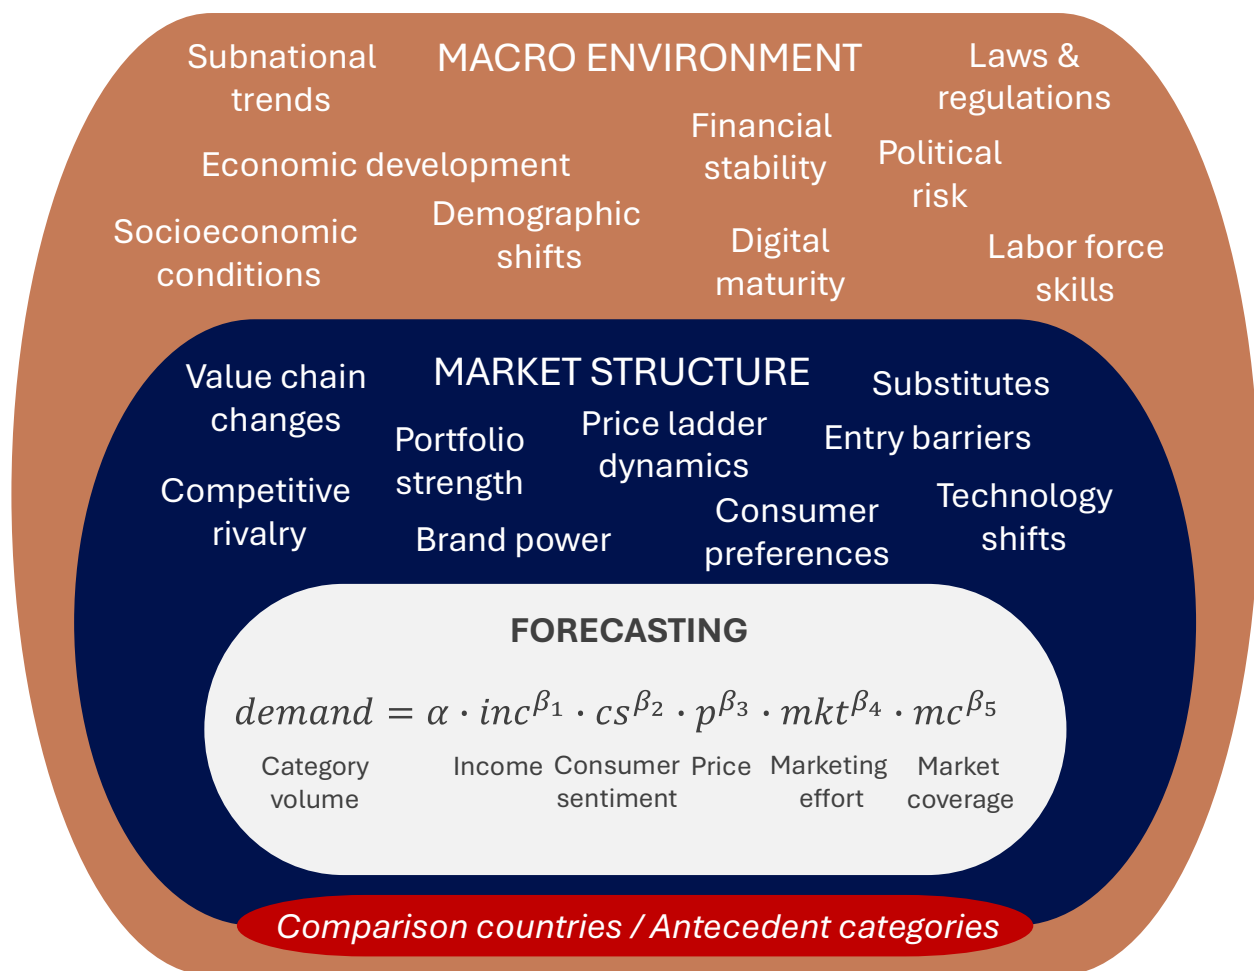 MACRO ENVIRONMENT
Subnational
trends
Laws &
regulations
Financial
stability
Political
risk
Economic development
Demographic
shifts
Socioeconomic
conditions
Digital
maturity
Labor force
skills
MARKET STRUCTURE
Value chain
changes
Substitutes
Portfolio
strength
Price ladder
dynamics
Entry barriers
Competitive
rivalry
Brand power
Consumer
preferences
Technology
shifts
FORECASTING
demand = α · inc^β₁ · cs^β₂ · p^β₃ · mkt^β₄ · mc^β₅
Category
volume
Income
Consumer
sentiment
Price
Marketing
effort
Market
coverage
Comparison countries / Antecedent categories